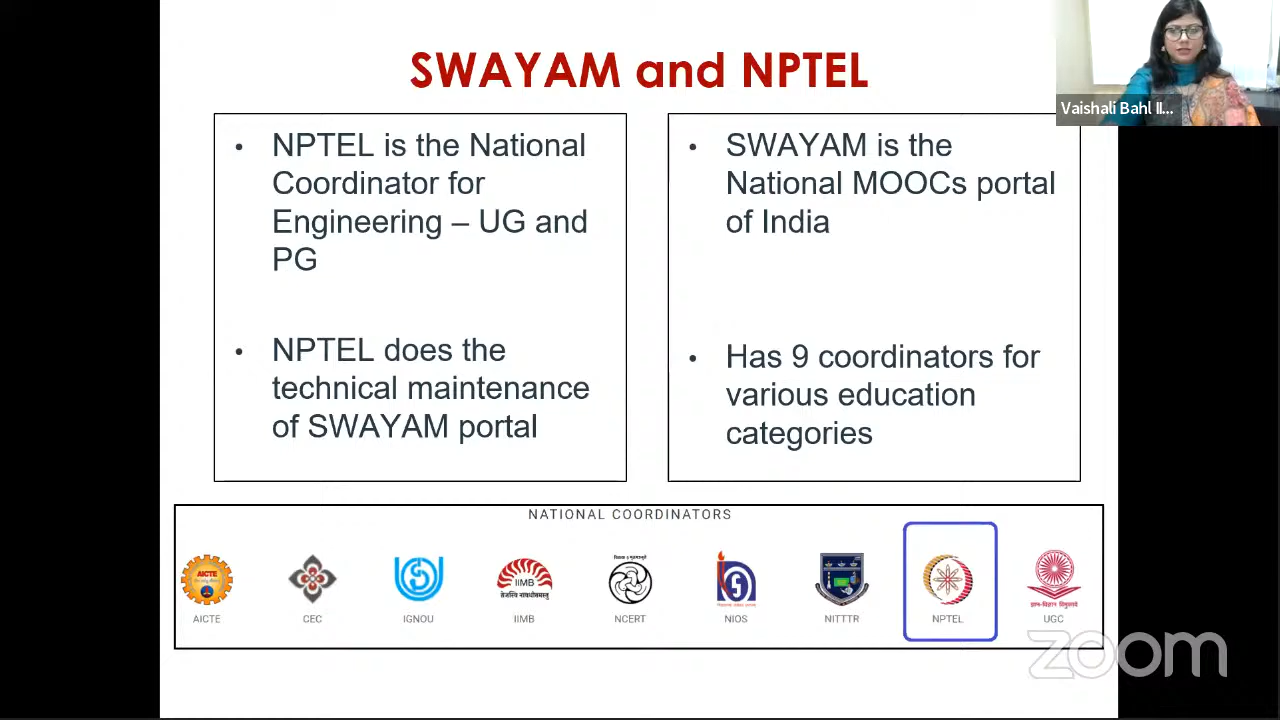 SWAYAM and NPTEL
Vaishali Bahl II...
• NPTEL is the National
Coordinator for
Engineering – UG and
PG
• NPTEL does the
technical maintenance
of SWAYAM portal
• SWAYAM is the
National MOOCs portal
of India
• Has 9 coordinators for
various education
categories
NATIONAL COORDINATORS
AICTE
IIMB
AICTE
CEC
IGNOU
IIMB
NCERT
NIOS
NITTTR
NPTEL
UGC
zoom